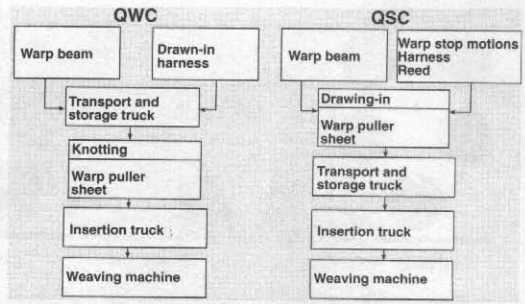 QWC
Warp beam
Drawn-in
harness
Transport and
storage truck
Knotting
Warp puller
sheet
Insertion truck
Weaving machine
QSC
Warp beam
Warp stop motions
Harness
Reed
Drawing-in
Warp puller
sheet
Transport and
storage truck
Insertion truck
Weaving machine